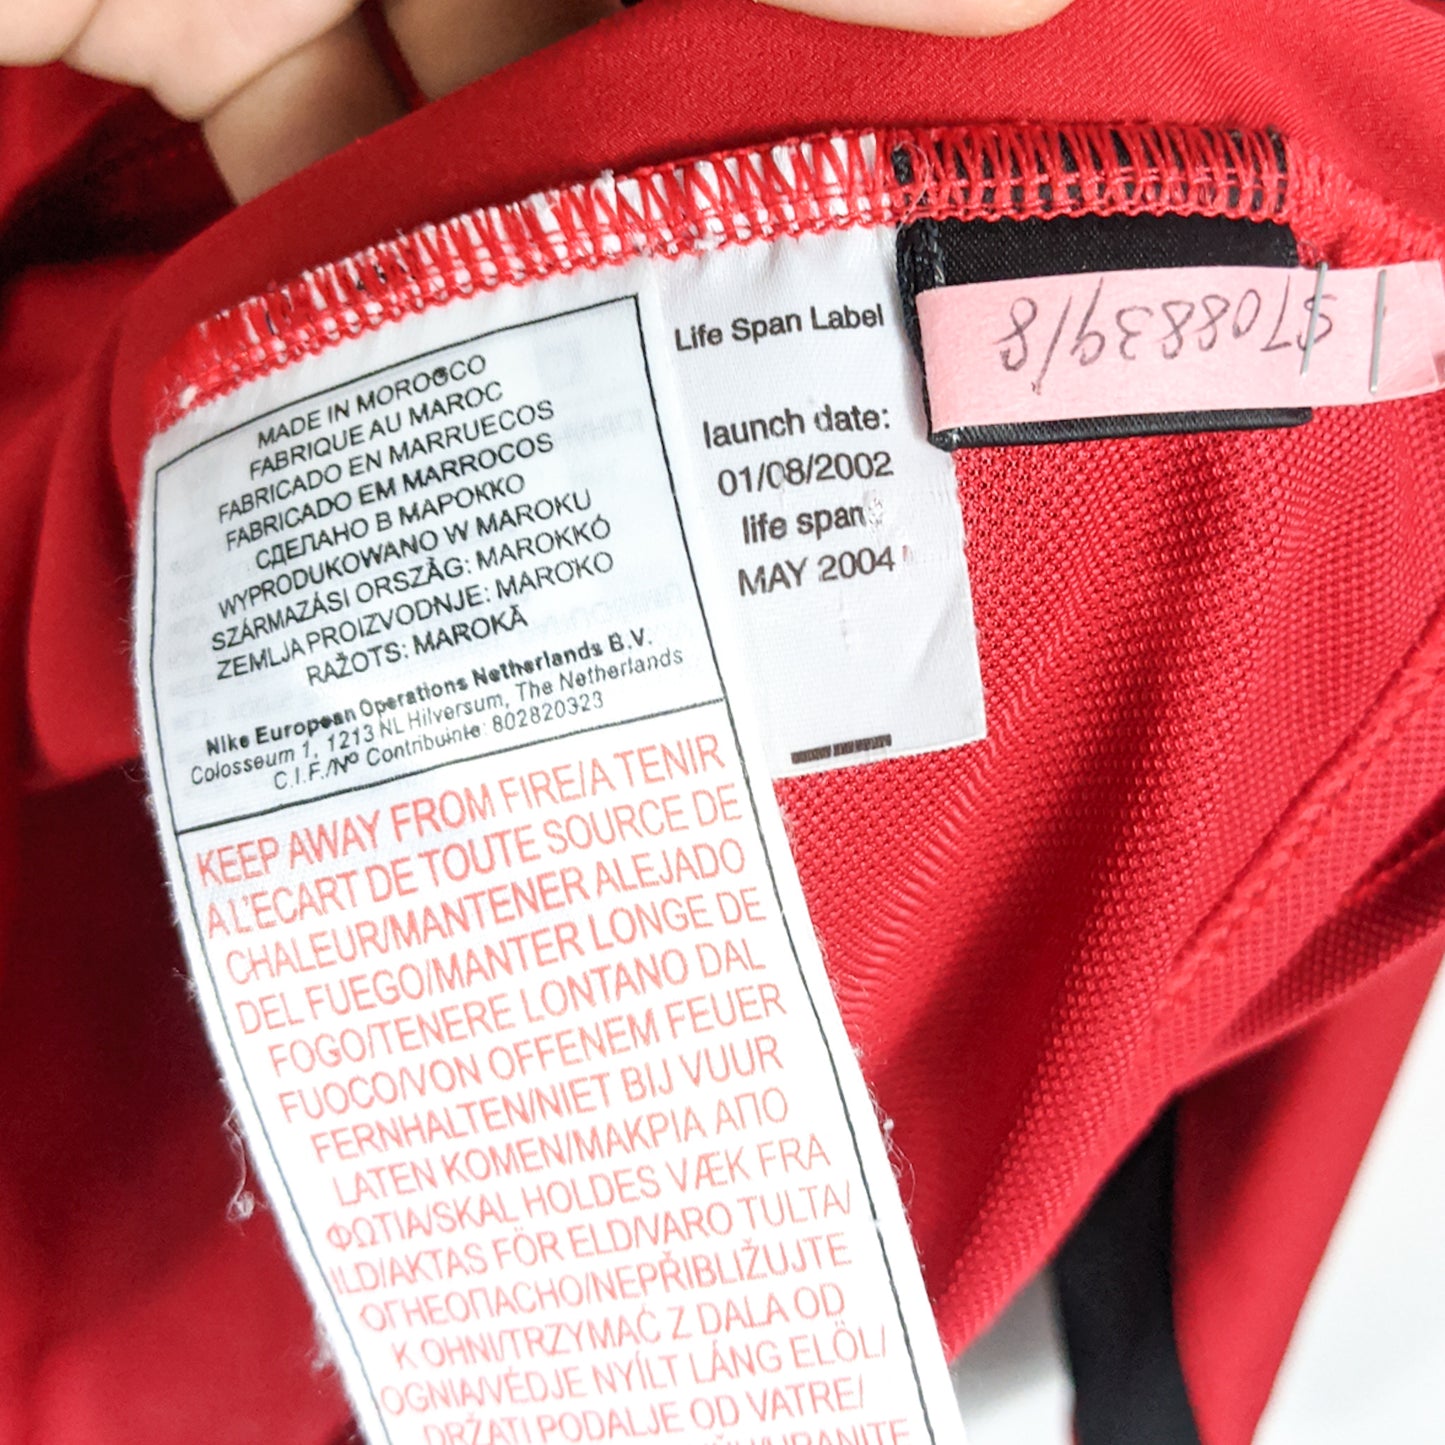 MADE IN MOROCCO
FABRIQUE AU MAROC
FABRICADO EN MARRUECOS
FABRICADO EM MARROCOS
СДЕЛАНО В МАРОККО
WYPRODUKOWANO W MAROKU
SZÁRMAZÁSI ORSZÀG: MAROKKÓ
ZEMLJA PROIZVODNJE: MAROKO
RAŽOTS: MAROKĀ
Nike European Operations Netherlands B.V.
Colosseum 1, 1213 NL Hilversum, The Netherlands
C.I.F./Nº Contribuinte: 802820323
KEEP AWAY FROM FIRE/A TENIR
A L'ECART DE TOUTE SOURCE DE
CHALEUR/MANTENER ALEJADO
DEL FUEGO/MANTER LONGE DE
FOGO/TENERE LONTANO DAL
FUOCO/VON OFFENEM FEUER
FERNHALTEN/NIET BIJ VUUR
LATEN KOMEN/ΜΑΚΡΙΑ ΑΠΟ
ΦΩΤΙΑ/SKAL HOLDES VÆK FRA
ILD/AKTAS FÖR ELD/VARO TULTA/
ОГНЕОПАСНО/NEPŘIBLIŽUJTE
K OHNI/TRZYMAĆ Z DALA OD
OGNIA/VÉDJE NYÍLT LÁNG ELÖL/
DRŽATI PODALJE OD VATRE/
Life Span Label
launch date:
01/08/2002
life span:
MAY 2004
S708839/8